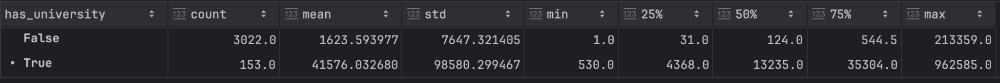 has_university 123 count 123 mean 123 std 123 min 123 25% 123 50% 123 75% 123 max
False 3022.0 1623.593977 7647.321405 1.0 31.0 124.0 544.5 213359.0
• True 153.0 41576.032680 98580.299467 530.0 4368.0 13235.0 35304.0 962585.0